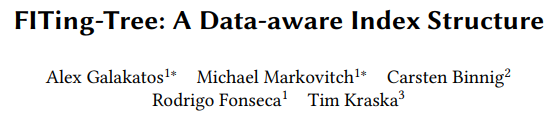 FITing-Tree: A Data-aware Index Structure
Alex Galakatos1* Michael Markovitch1* Carsten Binnig2
Rodrigo Fonseca1 Tim Kraska3